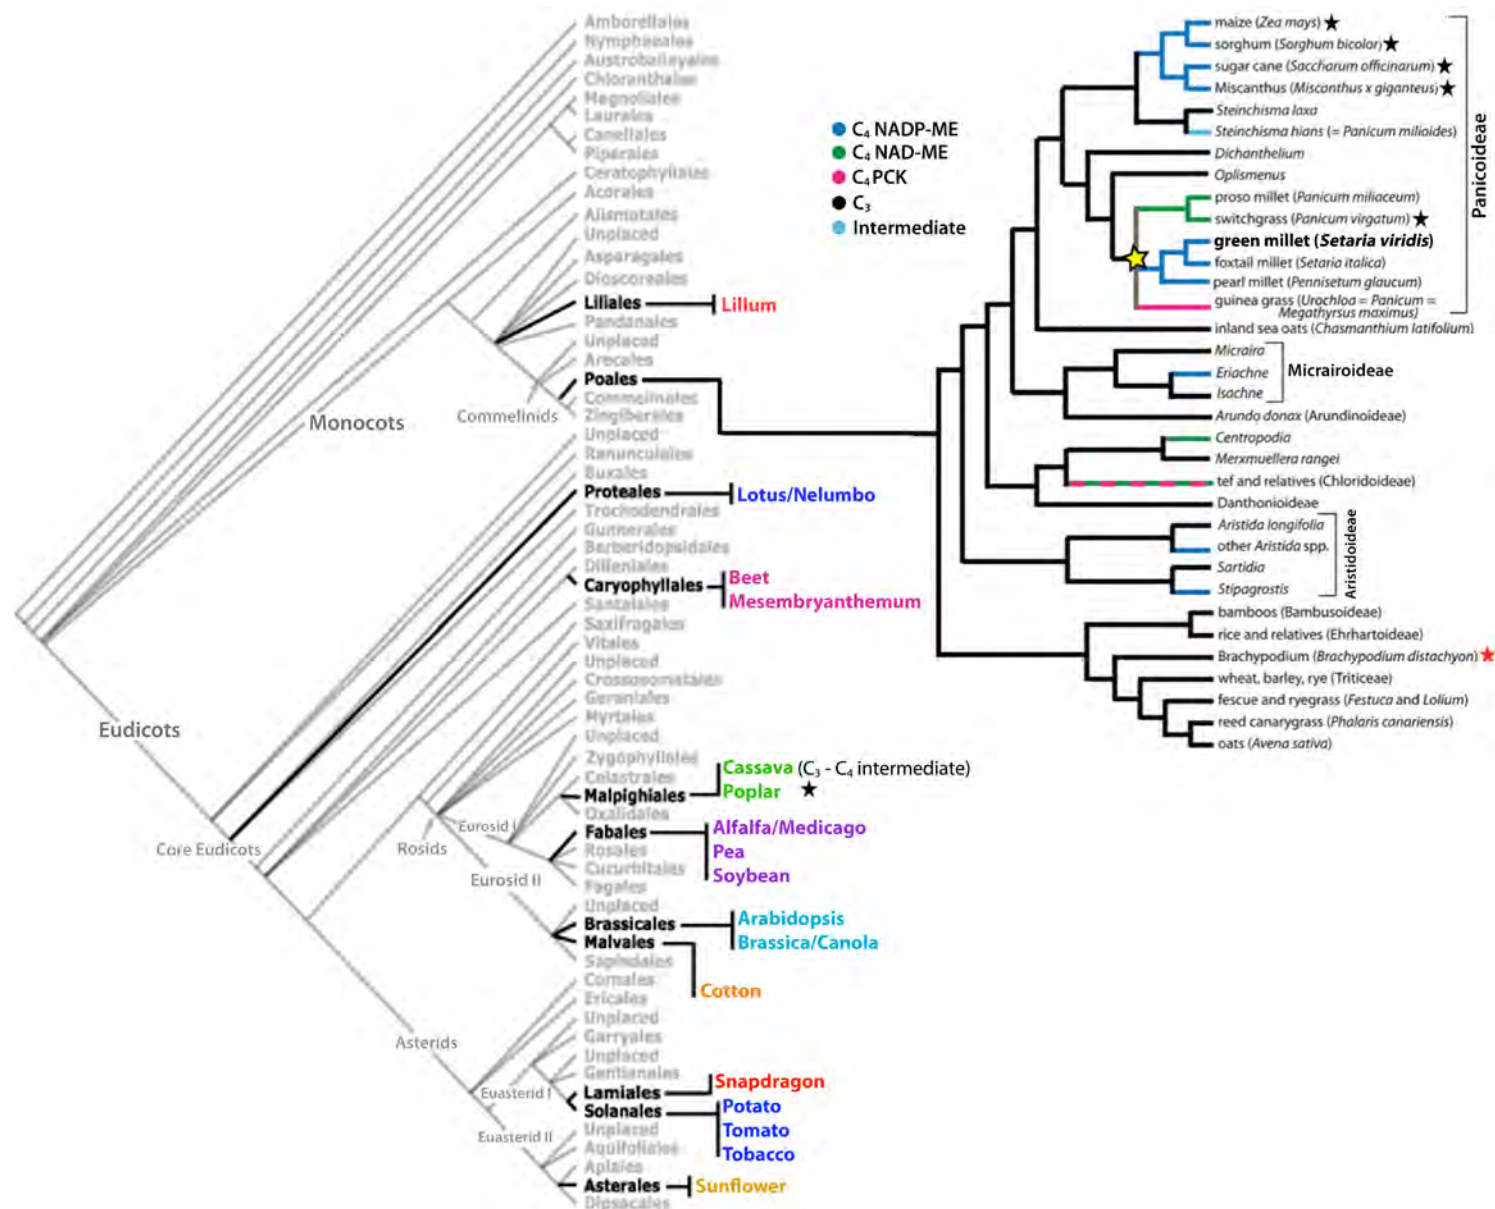 Amborellales
Nymphaeales
Austrobaileyales
Chloranthales
Magnoliales
Laurales
Canellales
Piperales
Ceratophyllales
Acorales
Alismatales
Unplaced
Asparagales
Dioscoreales
Liliales
Lillum
Pandanales
Unplaced
Arecales
Poales
Commelinales
Zingiberales
Commelinids
Monocots
Unplaced
Ranunculales
Buxales
Proteales
Lotus/Nelumbo
Trochodendrales
Gunnerales
Berberidopsidales
Dilleniales
Caryophyllales
Beet
Mesembryanthemum
Santalales
Saxifragales
Vitales
Unplaced
Crossosomatales
Geraniales
Myrtales
Unplaced
Zygophyllales
Celastrales
Malpighiales
Cassava (C₃ - C₄ intermediate)
Poplar ★
Oxalidales
Fabales
Alfalfa/Medicago
Pea
Soybean
Rosales
Cucurbitales
Fagales
Unplaced
Brassicales
Arabidopsis
Brassica/Canola
Malvales
Cotton
Sapindales
Cornales
Ericales
Unplaced
Garryales
Unplaced
Gentianales
Lamiales
Snapdragon
Solanales
Potato
Tomato
Tobacco
Unplaced
Aquifoliales
Apiales
Asterales
Sunflower
Dipsacales
Eudicots
Core Eudicots
Rosids
Eurosid I
Eurosid II
Asterids
Euasterid I
Euasterid II
C₄ NADP-ME
C₄ NAD-ME
C₄ PCK
C₃
Intermediate
maize (Zea mays) ★
sorghum (Sorghum bicolor) ★
sugar cane (Saccharum officinarum) ★
Miscanthus (Miscanthus x giganteus) ★
Steinchisma laxa
Steinchisma hians (= Panicum milioides)
Dichanthelium
Oplismenus
proso millet (Panicum miliaceum)
switchgrass (Panicum virgatum) ★
green millet (Setaria viridis)
foxtail millet (Setaria italica)
pearl millet (Pennisetum glaucum)
guinea grass (Urochloa = Panicum =
Megathyrsus maximus)
Panicoideae
inland sea oats (Chasmanthium latifolium)
Micraira
Eriachne
Isachne
Micrairoideae
Arundo donax (Arundinoideae)
Centropodia
Merxmuellera rangei
tef and relatives (Chloridoideae)
Danthonioideae
Aristida longifolia
other Aristida spp.
Sartidia
Stipagrostis
Aristidoideae
bamboos (Bambusoideae)
rice and relatives (Ehrhartoideae)
Brachypodium (Brachypodium distachyon) ★
wheat, barley, rye (Triticeae)
fescue and ryegrass (Festuca and Lolium)
reed canarygrass (Phalaris canariensis)
oats (Avena sativa)